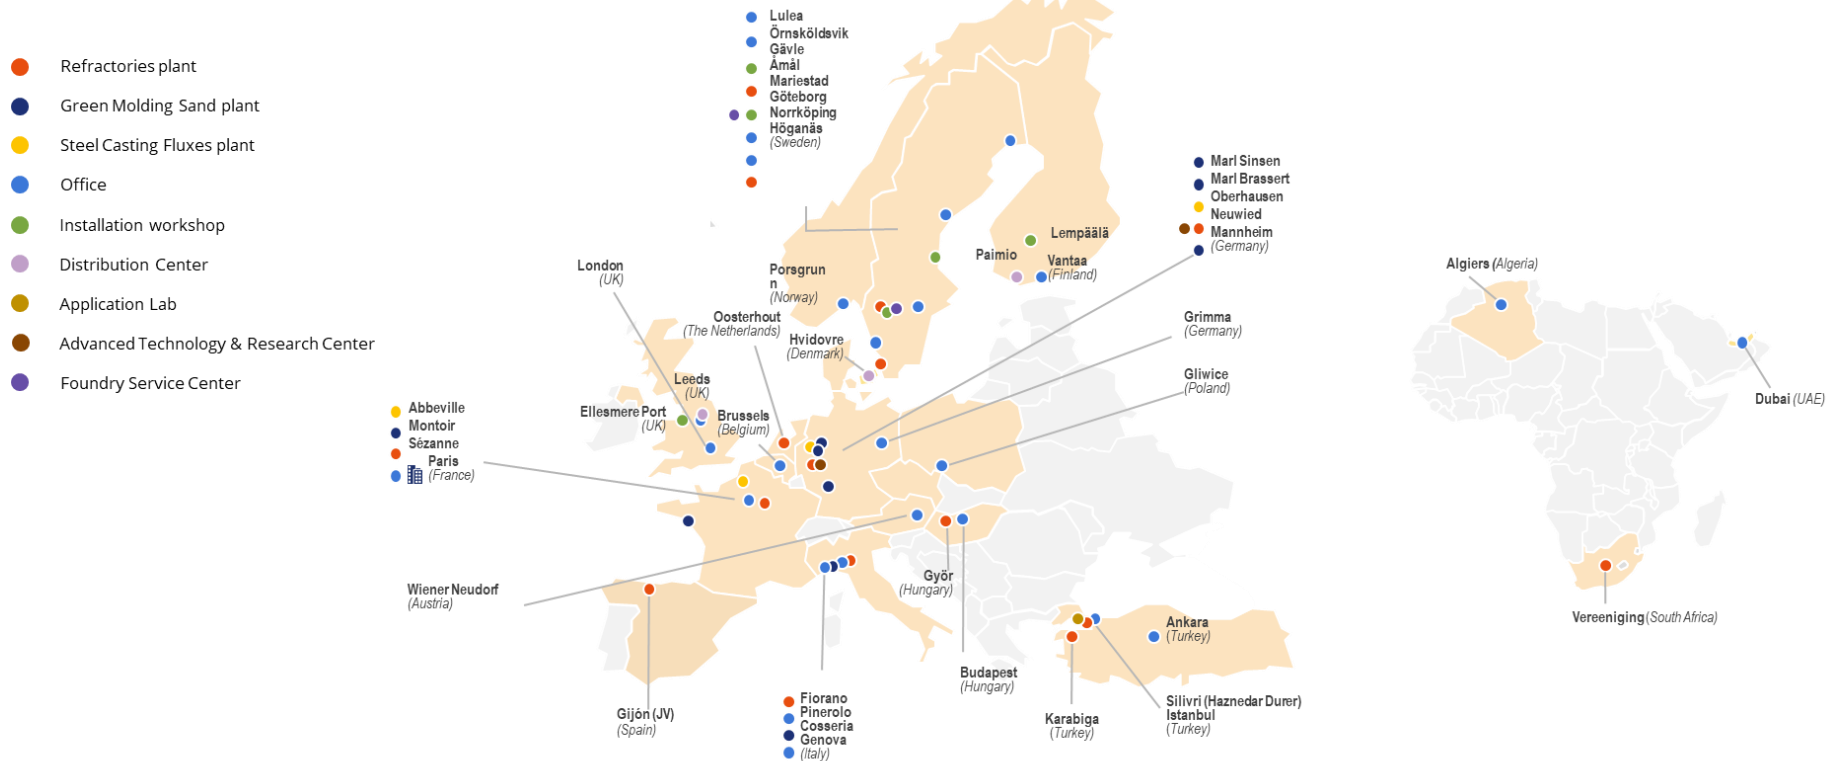 Refractories plant
Green Molding Sand plant
Steel Casting Fluxes plant
Office
Installation workshop
Distribution Center
Application Lab
Advanced Technology & Research Center
Foundry Service Center
Lulea
Örnsköldsvik
Gävle
Åmål
Mariestad
Göteborg
Norrköping
Höganäs
(Sweden)
Marl Sinsen
Marl Brassert
Oberhausen
Neuwied
Mannheim
(Germany)
Lempäälä
Paimio
Vantaa
(Finland)
London
(UK)
Porsgrun
n
(Norway)
Oosterhout
(The Netherlands)
Hvidovre
(Denmark)
Grimma
(Germany)
Gliwice
(Poland)
Leeds
(UK)
Ellesmere Port
(UK)
Brussels
(Belgium)
Abbeville
Montoir
Sézanne
Paris
(France)
Wiener Neudorf
(Austria)
Györ
(Hungary)
Budapest
(Hungary)
Ankara
(Turkey)
Gijón (JV)
(Spain)
Fiorano
Pinerolo
Cosseria
Genova
(Italy)
Karabiga
(Turkey)
Silivri (Haznedar Durer)
Istanbul
(Turkey)
Algiers (Algeria)
Dubai (UAE)
Vereeniging (South Africa)